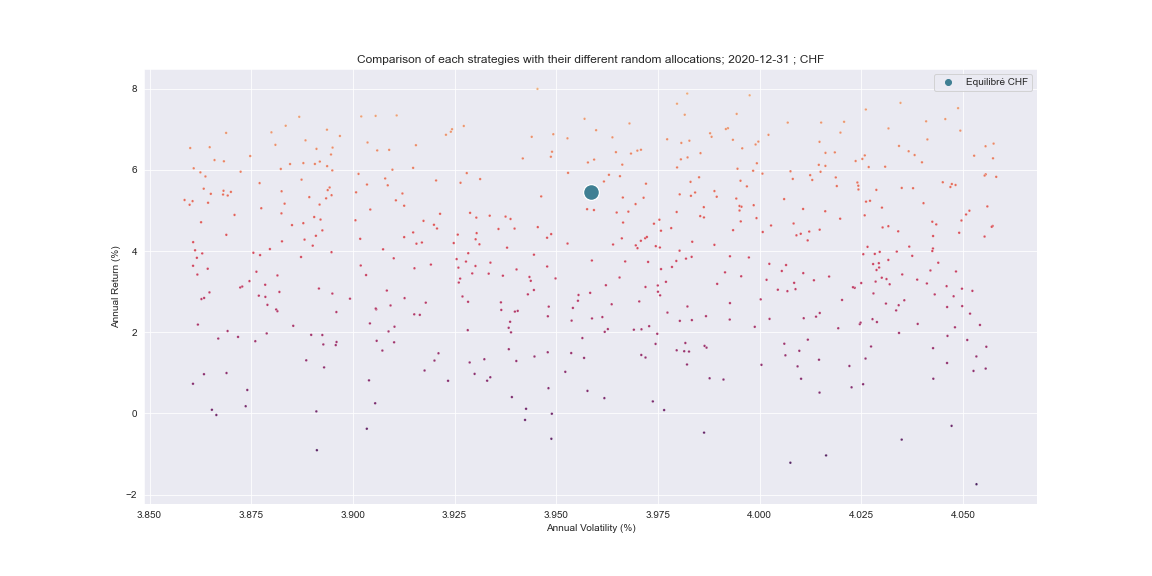 Comparison of each strategies with their different random allocations; 2020-12-31 ; CHF
Equilibré CHF
8
6
4
2
0
−2
Annual Return (%)
3.850 3.875 3.900 3.925 3.950 3.975 4.000 4.025 4.050
Annual Volatility (%)